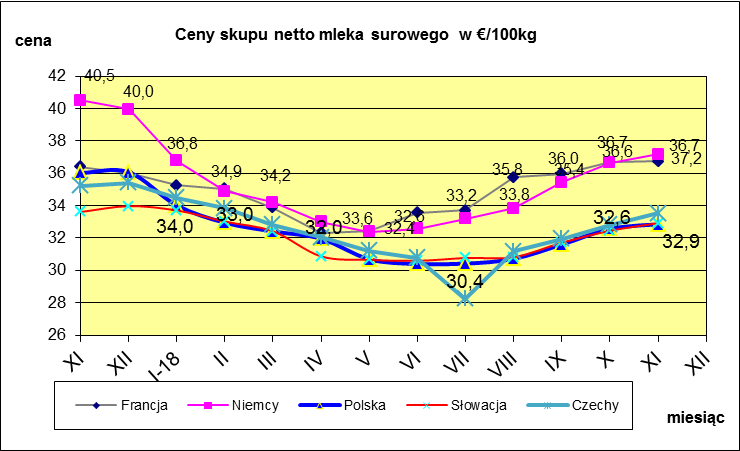 Ceny skupu netto mleka surowego w €/100kg
cena
42
40
38
36
34
32
30
28
26
40,5
40,0
36,8
34,9
34,2
34,0
33,0
32,0
33,6
32,4
33,2
30,4
35,8
33,8
36,0
35,4
36,7
36,6
32,6
36,7
37,2
32,9
XI
XII
I-18
II
III
IV
V
VI
VII
VIII
IX
X
XI
XII
Francja
Niemcy
Polska
Słowacja
Czechy
miesiąc